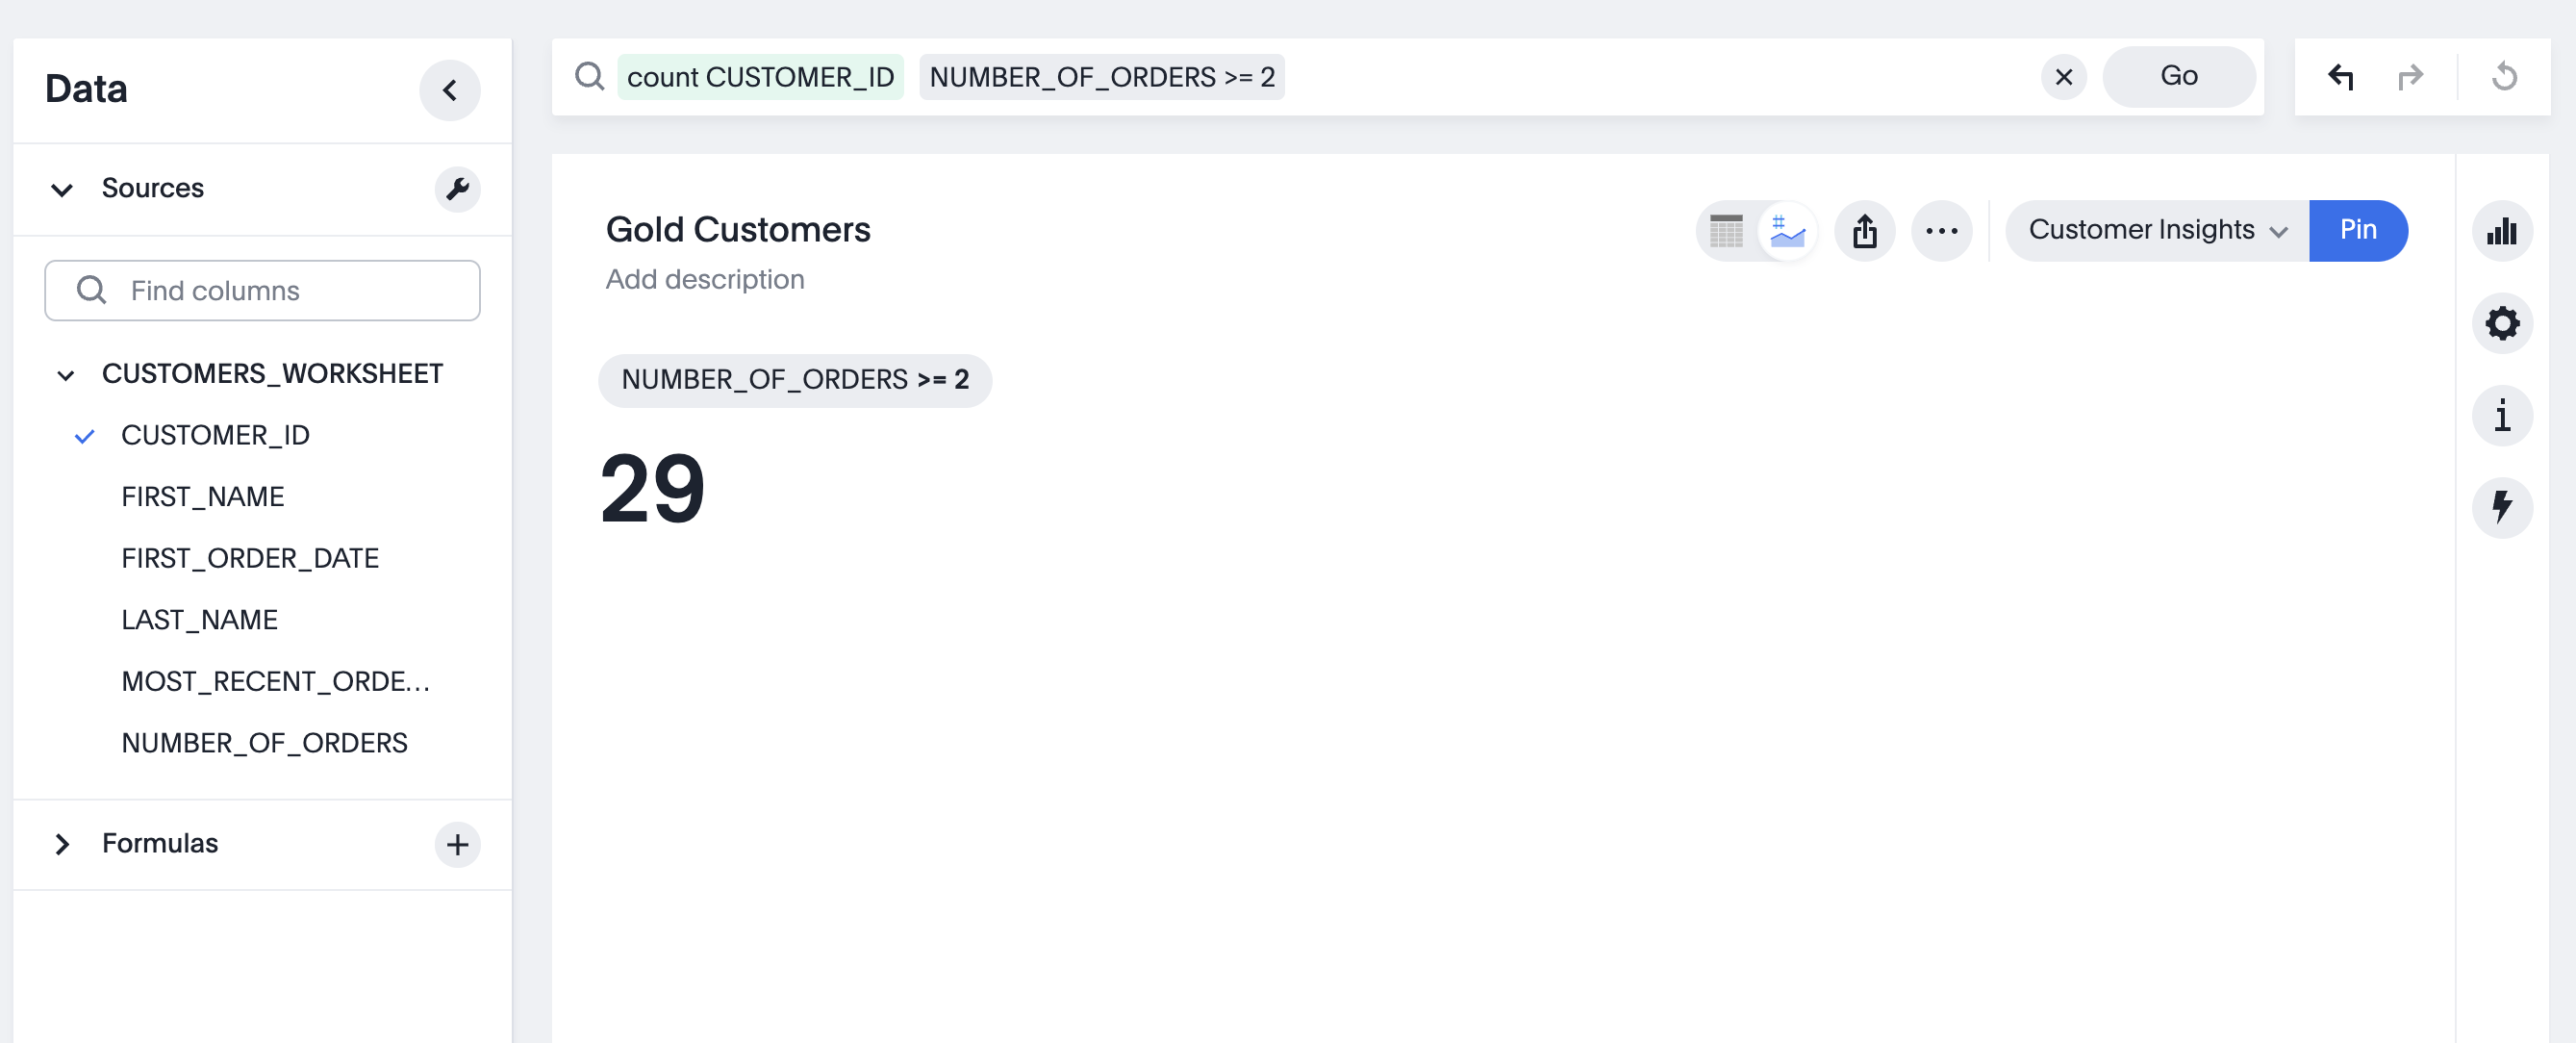 Data
Sources
Find columns
CUSTOMERS_WORKSHEET
CUSTOMER_ID
FIRST_NAME
FIRST_ORDER_DATE
LAST_NAME
MOST_RECENT_ORDE...
NUMBER_OF_ORDERS
Formulas
count CUSTOMER_ID NUMBER_OF_ORDERS >= 2
Go
Gold Customers
Add description
Customer Insights
Pin
NUMBER_OF_ORDERS >= 2
29